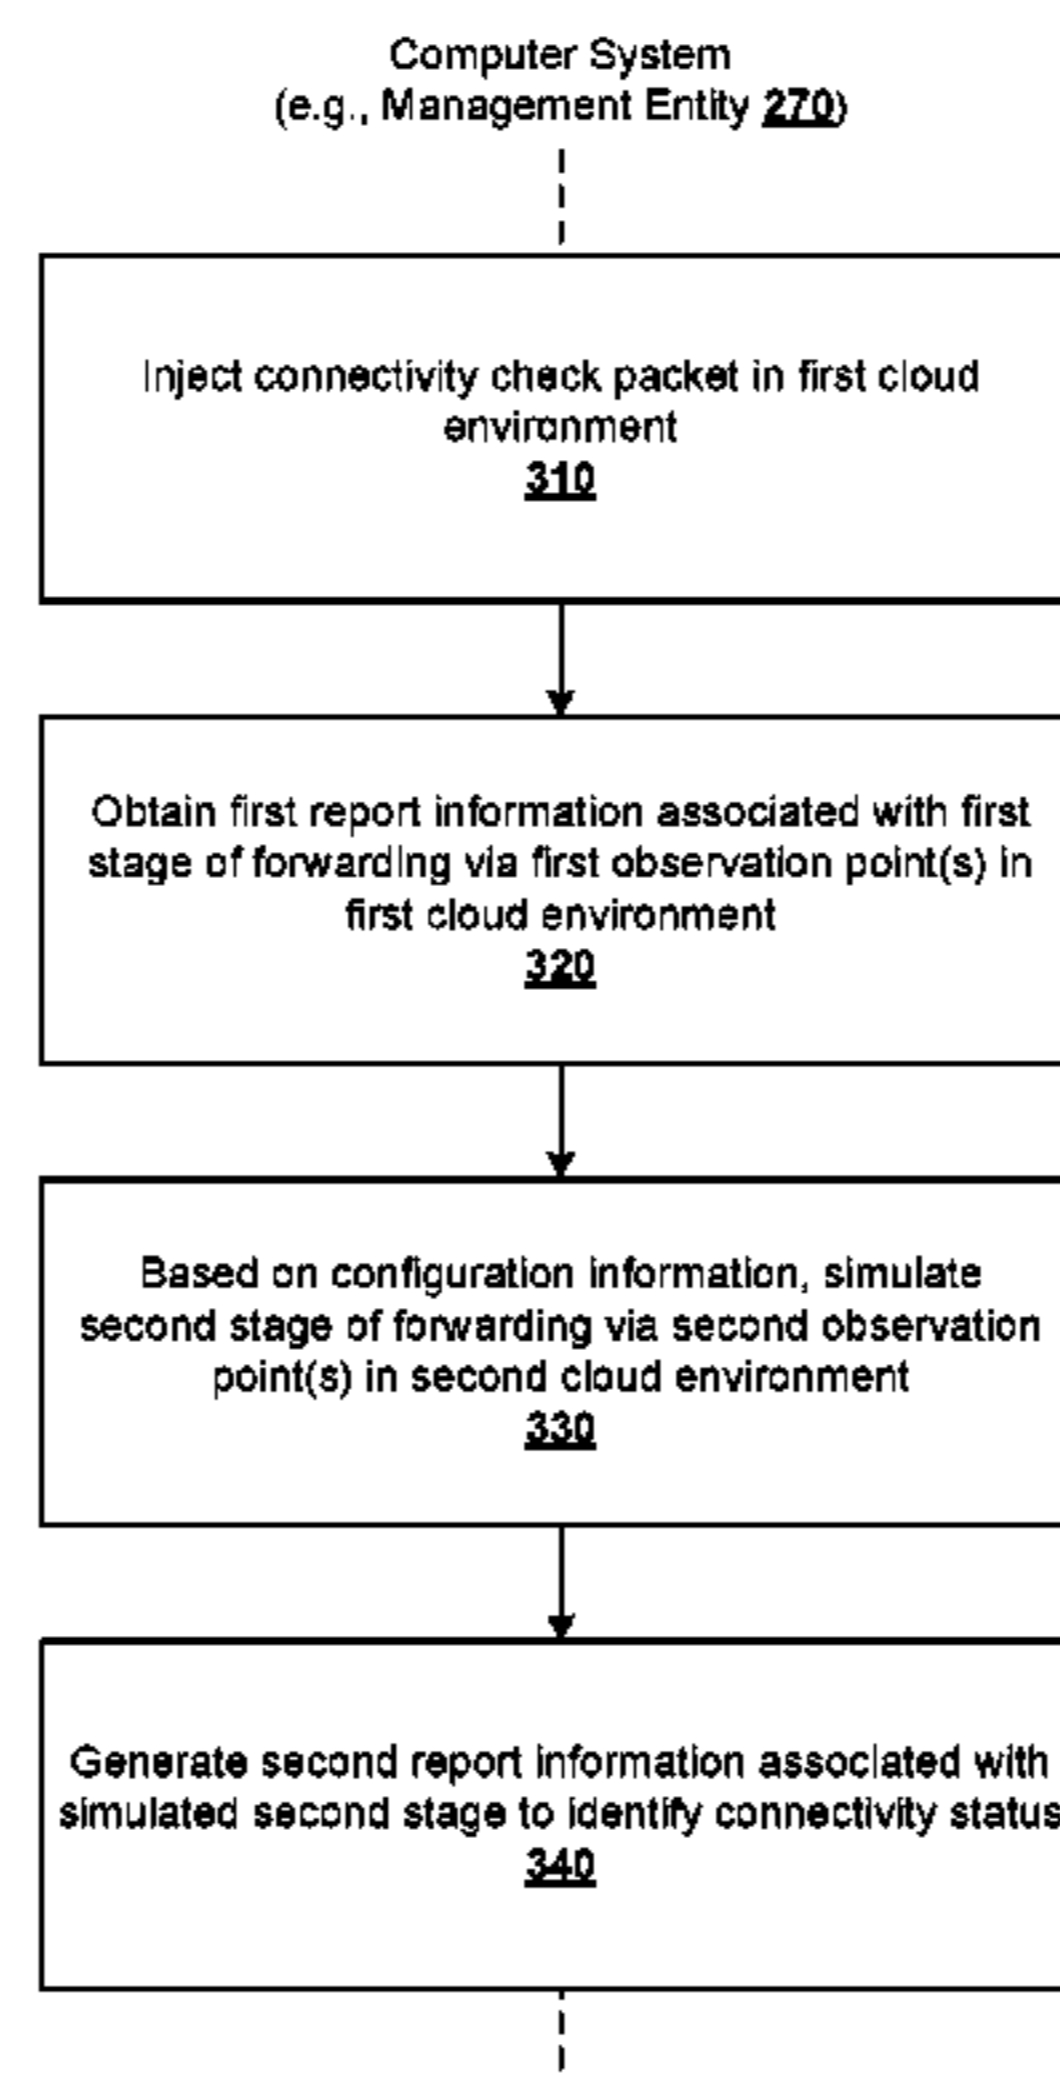 Computer System
(e.g., Management Entity 270)
Inject connectivity check packet in first cloud
environment
310
Obtain first report information associated with first
stage of forwarding via first observation point(s) in
first cloud environment
320
Based on configuration information, simulate
second stage of forwarding via second observation
point(s) in second cloud environment
330
Generate second report information associated with
simulated second stage to identify connectivity status
340